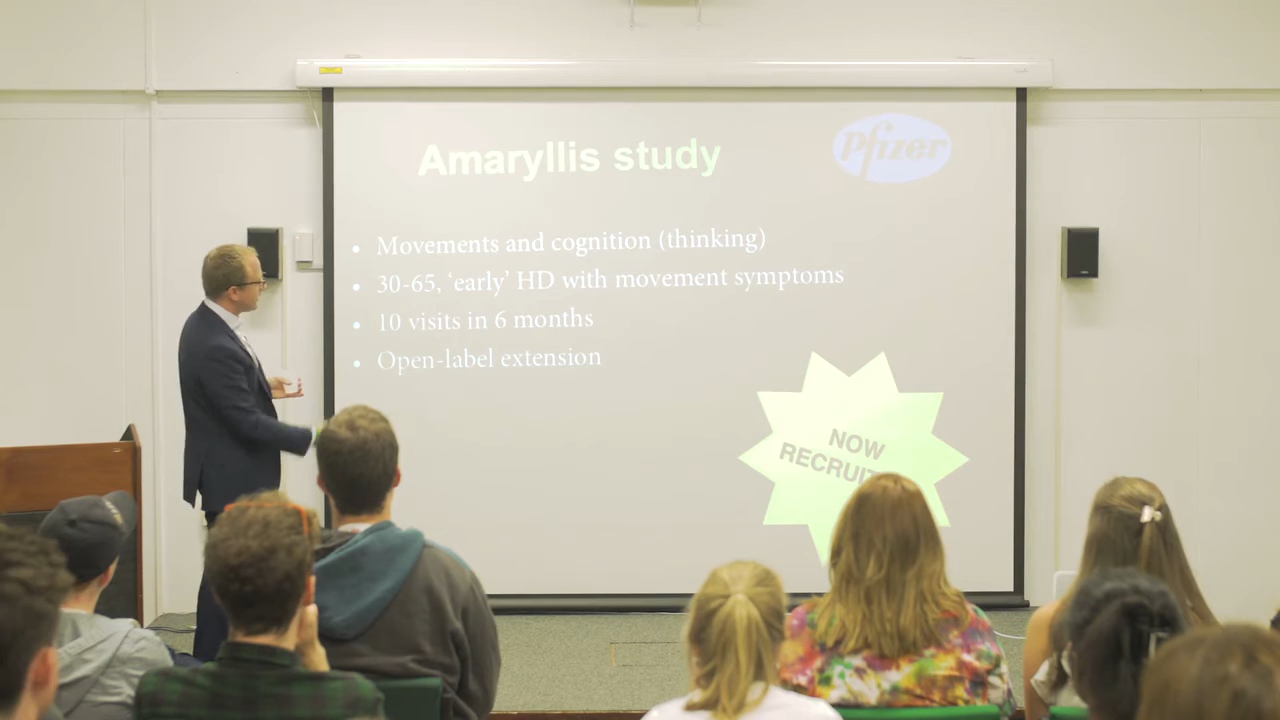 Amaryllis study
Pfizer
• Movements and cognition (thinking)
• 30-65, ‘early’ HD with movement symptoms
• 10 visits in 6 months
• Open-label extension
NOW